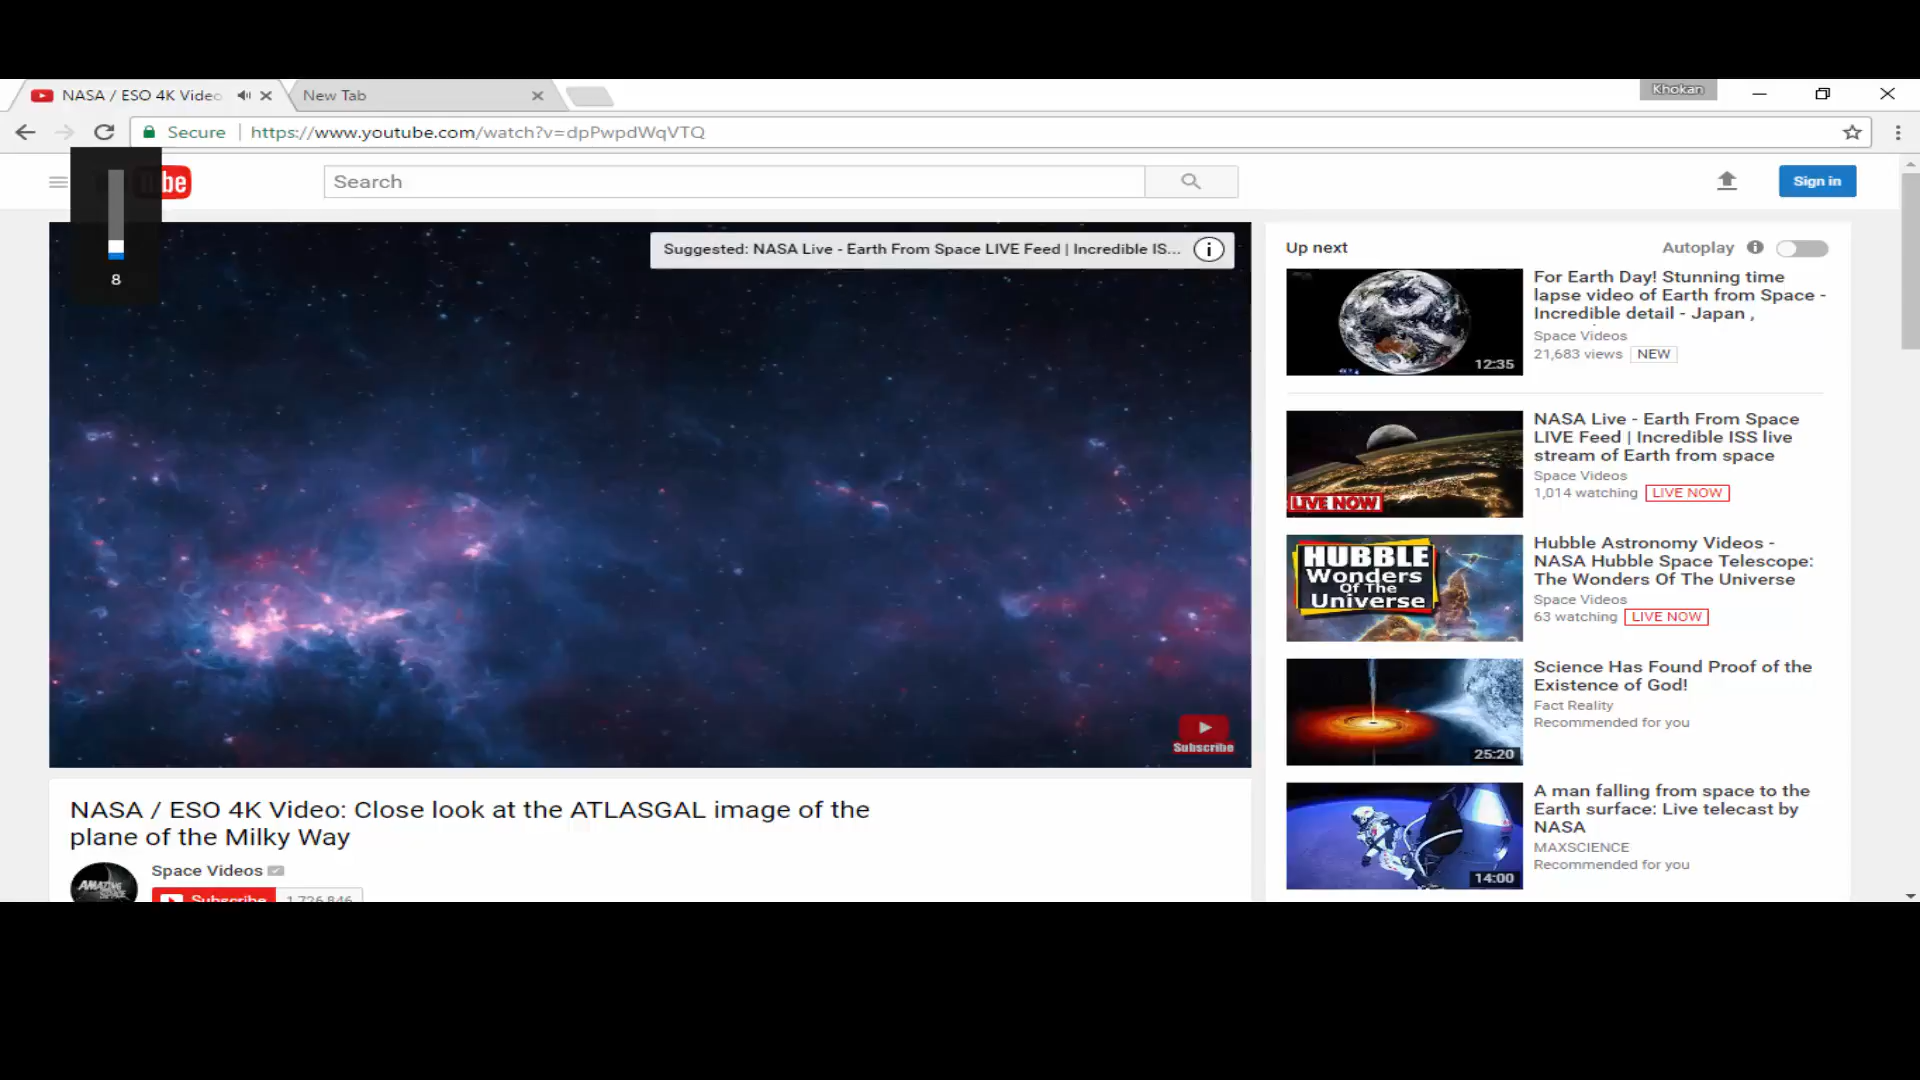 NASA / ESO 4K Video
New Tab
Khokan
Secure
https://www.youtube.com/watch?v=dpPwpdWqVTQ
Search
Sign in
8
Suggested: NASA Live - Earth From Space LIVE Feed | Incredible IS...
Subscribe
NASA / ESO 4K Video: Close look at the ATLASGAL image of the
plane of the Milky Way
AMAZING
SPACE
Space Videos
Subscribe 1,726,846
Up next
Autoplay
For Earth Day! Stunning time
lapse video of Earth from Space -
Incredible detail - Japan ,
Space Videos
21,683 views NEW
12:35
NASA Live - Earth From Space
LIVE Feed | Incredible ISS live
stream of Earth from space
Space Videos
1,014 watching LIVE NOW
LIVE NOW
HUBBLE
Wonders
Of The
Universe
Hubble Astronomy Videos -
NASA Hubble Space Telescope:
The Wonders Of The Universe
Space Videos
63 watching LIVE NOW
Science Has Found Proof of the
Existence of God!
Fact Reality
Recommended for you
25:20
A man falling from space to the
Earth surface: Live telecast by
NASA
MAXSCIENCE
Recommended for you
14:00